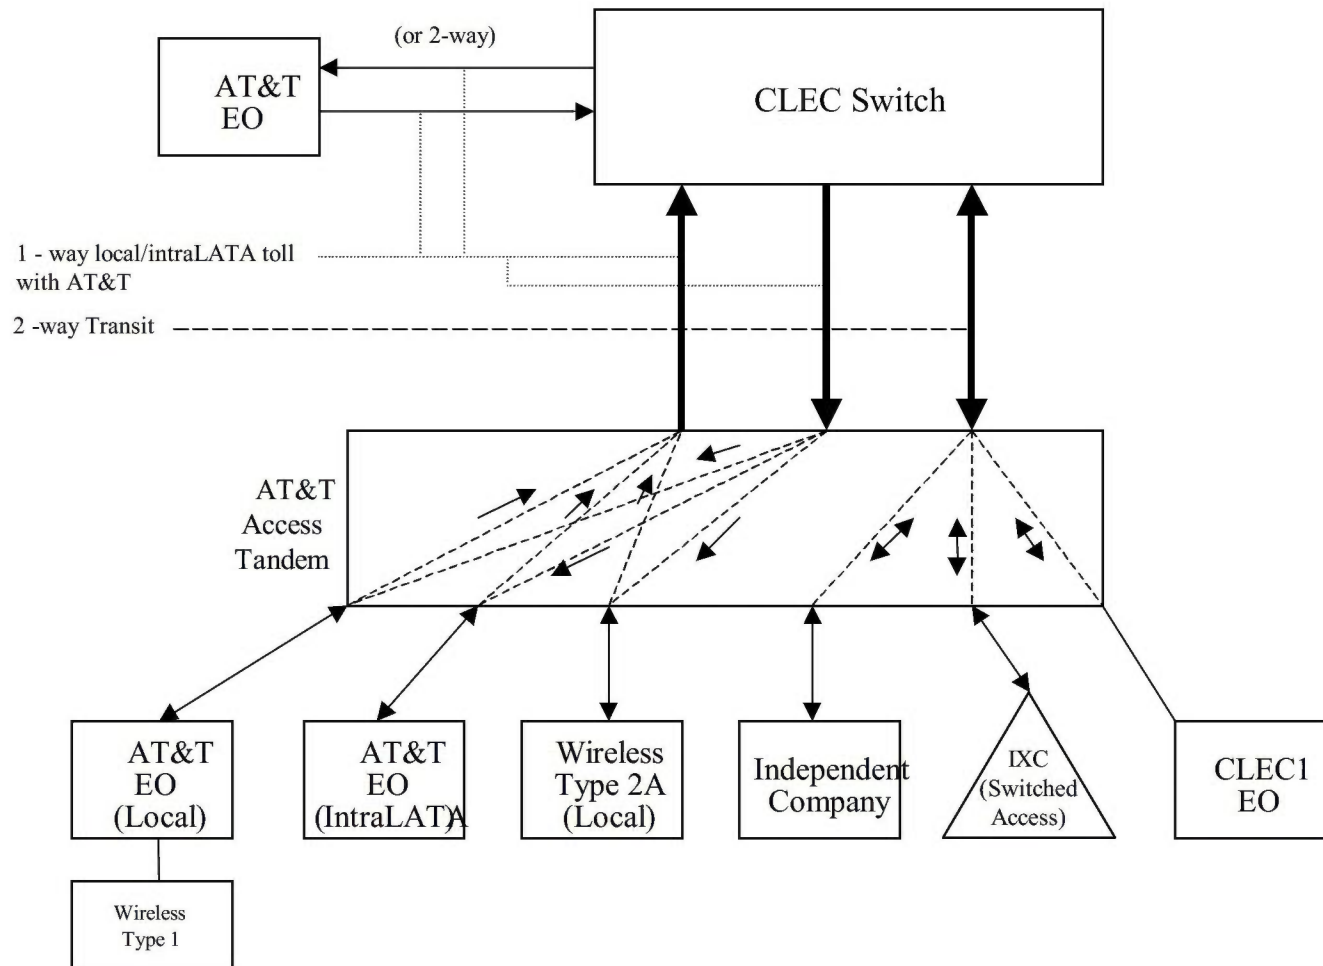 (or 2-way)
AT&T
EO
CLEC Switch
1 - way local/intraLATA toll
with AT&T
2 -way Transit
AT&T
Access
Tandem
AT&T
EO
(Local)
AT&T
EO
(IntraLATA)
Wireless
Type 2A
(Local)
Independent
Company
IXC
(Switched
Access)
CLEC1
EO
Wireless
Type 1